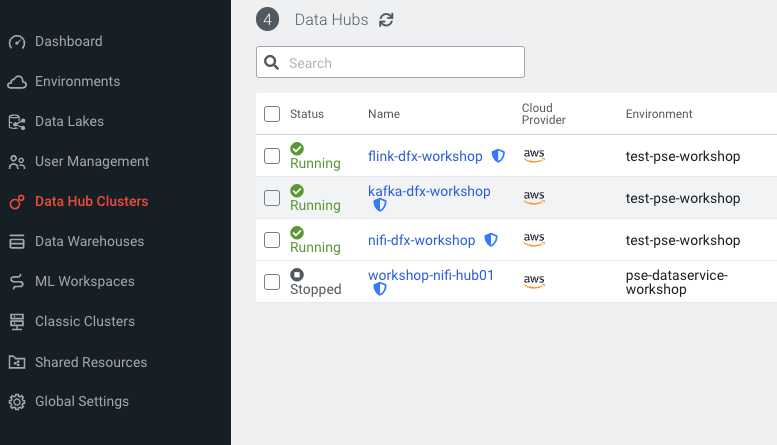 Dashboard
Environments
Data Lakes
User Management
Data Hub Clusters
Data Warehouses
ML Workspaces
Classic Clusters
Shared Resources
Global Settings
4 Data Hubs
Search
Status Name Cloud Provider Environment
Running flink-dfx-workshop aws test-pse-workshop
Running kafka-dfx-workshop aws test-pse-workshop
Running nifi-dfx-workshop aws test-pse-workshop
Stopped workshop-nifi-hub01 aws pse-dataservice-
workshop